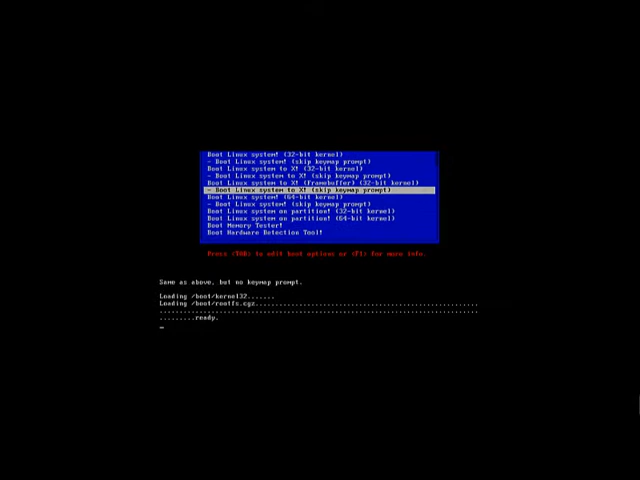 Boot Linux system! (32-bit kernel)
- Boot Linux system! (skip keymap prompt)
Boot Linux system to X! (32-bit kernel)
- Boot Linux system to X! (skip keymap prompt)
Boot Linux system to X! (framebuffer) (32-bit kernel)
- Boot Linux system to X! (skip keymap prompt)
Boot Linux system! (64-bit kernel)
- Boot Linux system! (skip keymap prompt)
Boot Linux system on partition! (32-bit kernel)
Boot Linux system on partition! (64-bit kernel)
Boot Memory Tester!
Boot Hardware Detection Tool!
Press (TAB) to edit boot options or (F1) for more info.
Same as above, but no keymap prompt.
Loading /boot/kernel32.......
Loading /boot/rootfs.cgz..............................................................
................................................................................
.........ready.